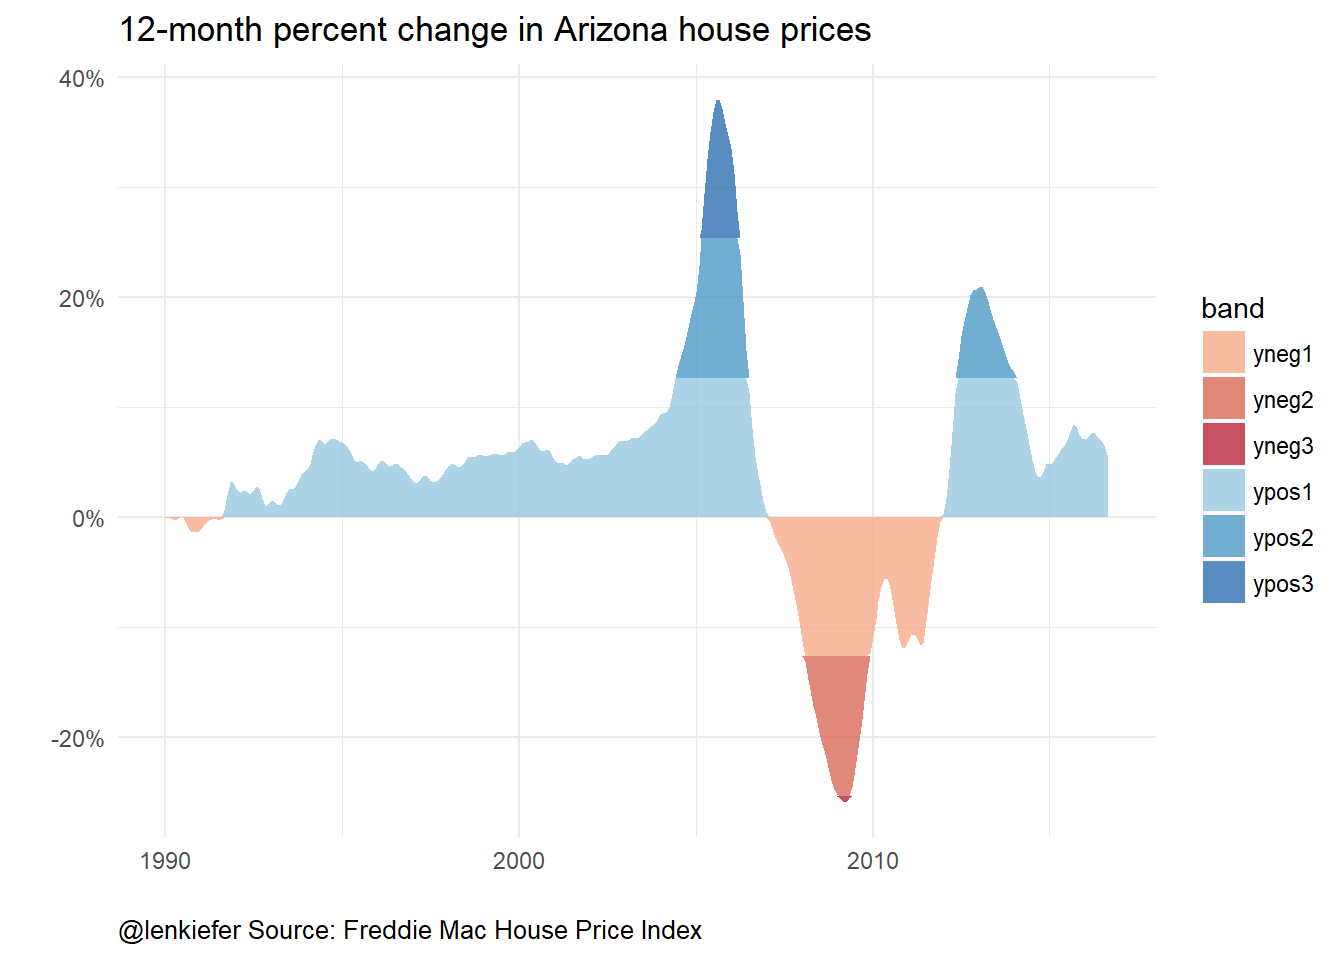 12-month percent change in Arizona house prices
40%
20%
0%
-20%
1990 2000 2010
band
yneg1
yneg2
yneg3
ypos1
ypos2
ypos3
@lenkiefer Source: Freddie Mac House Price Index